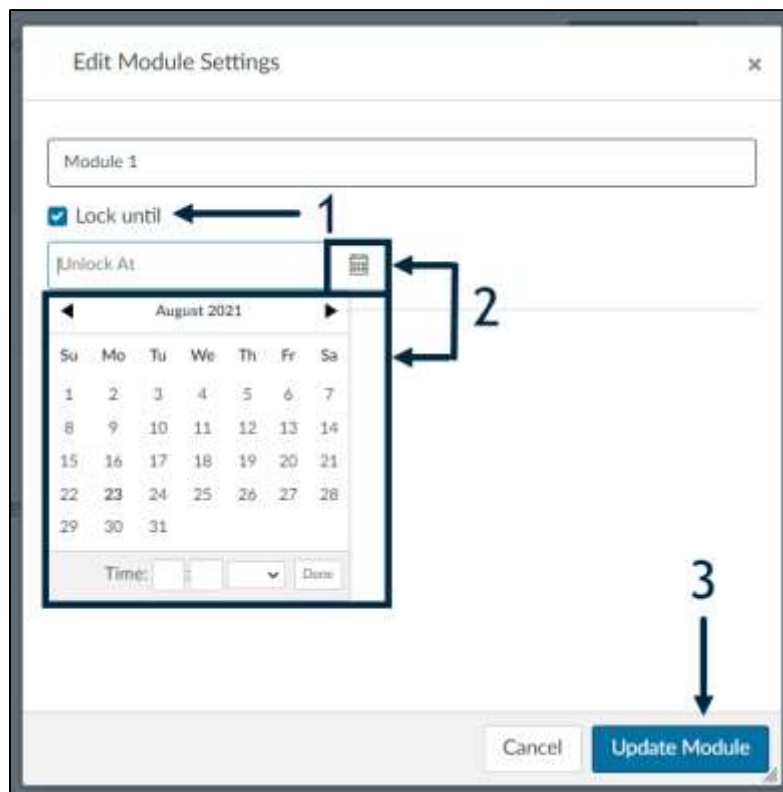 Edit Module Settings ×
Module 1
Lock until 1
Unlock At
2
August 2021
Su Mo Tu We Th Fr Sa
1 2 3 4 5 6 7
8 9 10 11 12 13 14
15 16 17 18 19 20 21
22 23 24 25 26 27 28
29 30 31
Time: : Done
3
Cancel Update Module